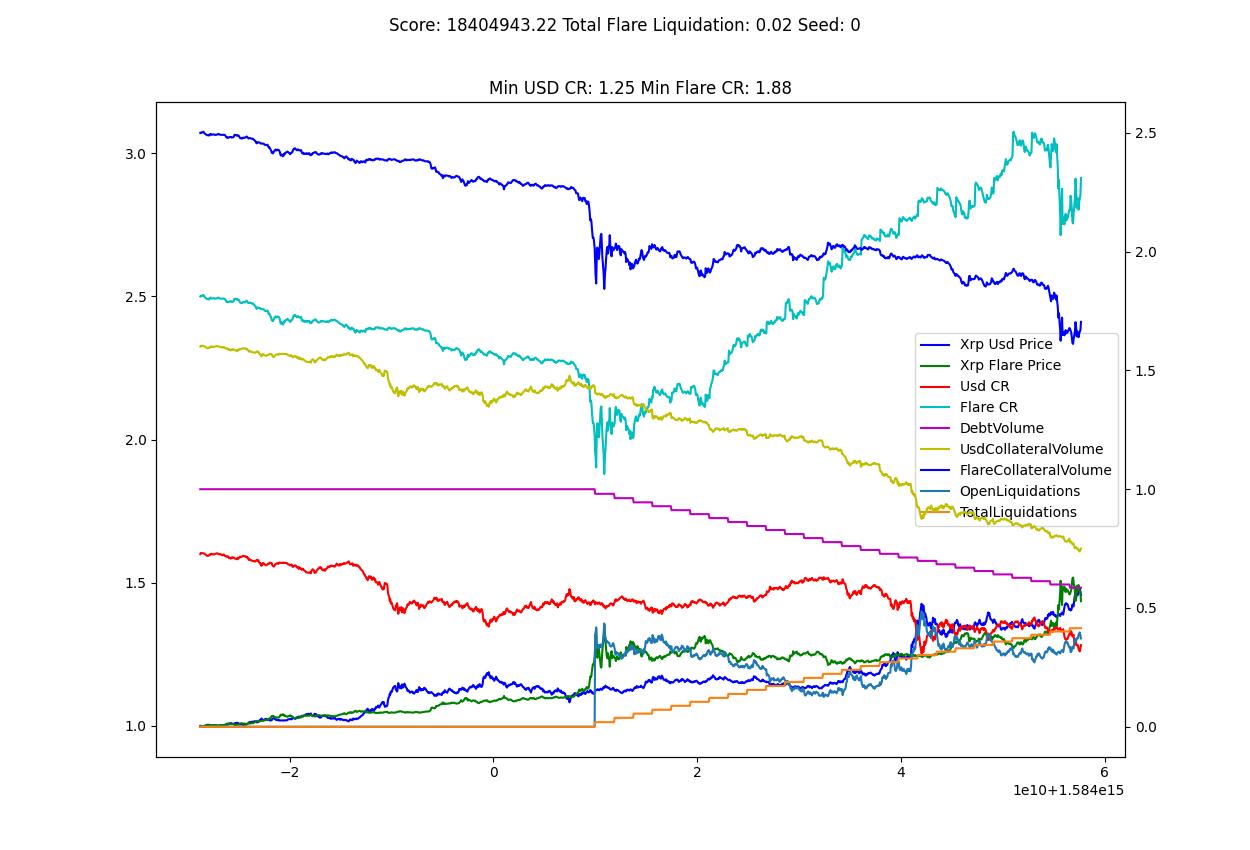 Score: 18404943.22 Total Flare Liquidation: 0.02 Seed: 0
Min USD CR: 1.25 Min Flare CR: 1.88
3.0
2.5
2.0
1.5
1.0
2.5
2.0
1.5
1.0
0.5
0.0
Xrp Usd Price
Xrp Flare Price
Usd CR
Flare CR
DebtVolume
UsdCollateralVolume
FlareCollateralVolume
OpenLiquidations
TotalLiquidations
−2 0 2 4 6
1e10+1.584e15